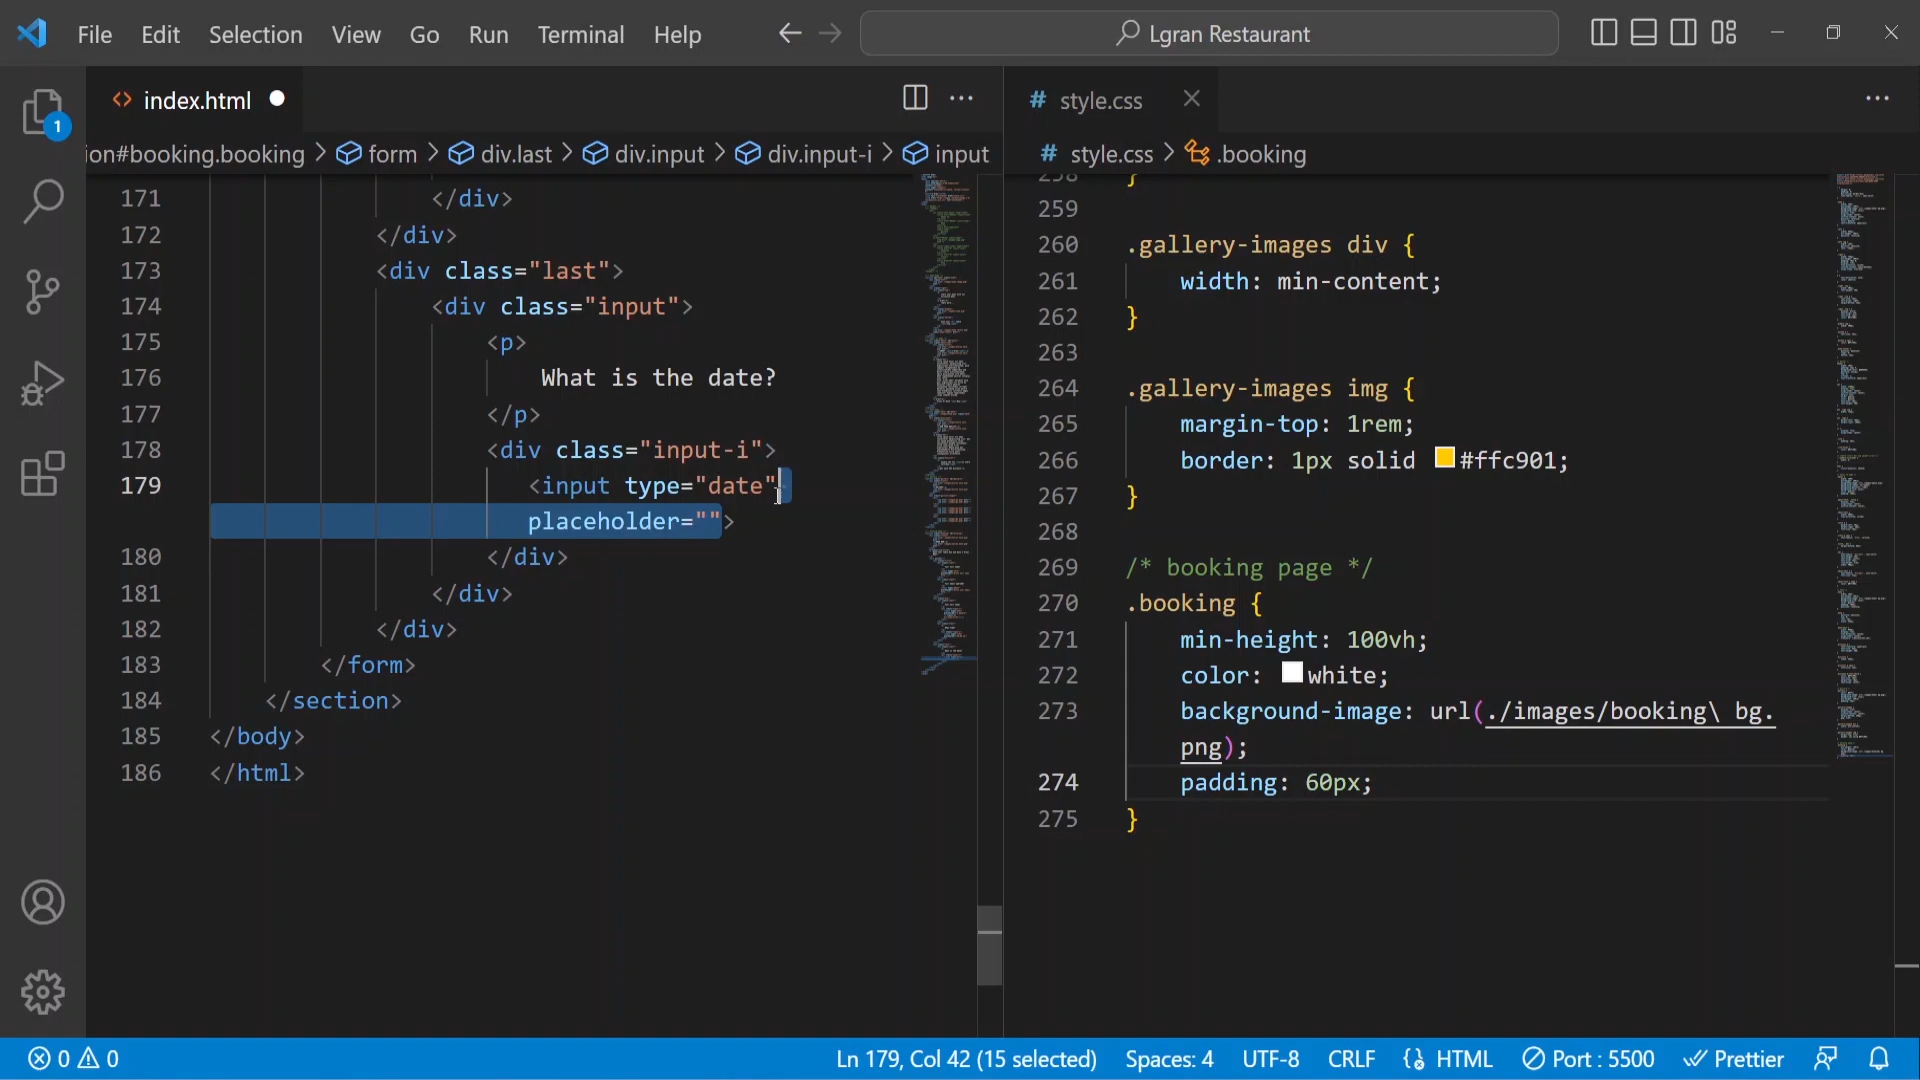 File Edit Selection View Go Run Terminal Help
Lgran Restaurant
1
index.html
style.css
ion#booking.booking > form > div.last > div.input > div.input-i > input
style.css > .booking
171 </div>
172 </div>
173 <div class="last">
174 <div class="input">
175 <p>
176 What is the date?
177 </p>
178 <div class="input-i">
179 <input type="date"
placeholder="">
180 </div>
181 </div>
182 </div>
183 </form>
184 </section>
185 </body>
186 </html>
258 }
259
260 .gallery-images div {
261 width: min-content;
262 }
263
264 .gallery-images img {
265 margin-top: 1rem;
266 border: 1px solid #ffc901;
267 }
268
269 /* booking page */
270 .booking {
271 min-height: 100vh;
272 color: white;
273 background-image: url(./images/booking\ bg.
png);
274 padding: 60px;
275 }
0 0 Ln 179, Col 42 (15 selected) Spaces: 4 UTF-8 CRLF HTML Port : 5500 Prettier